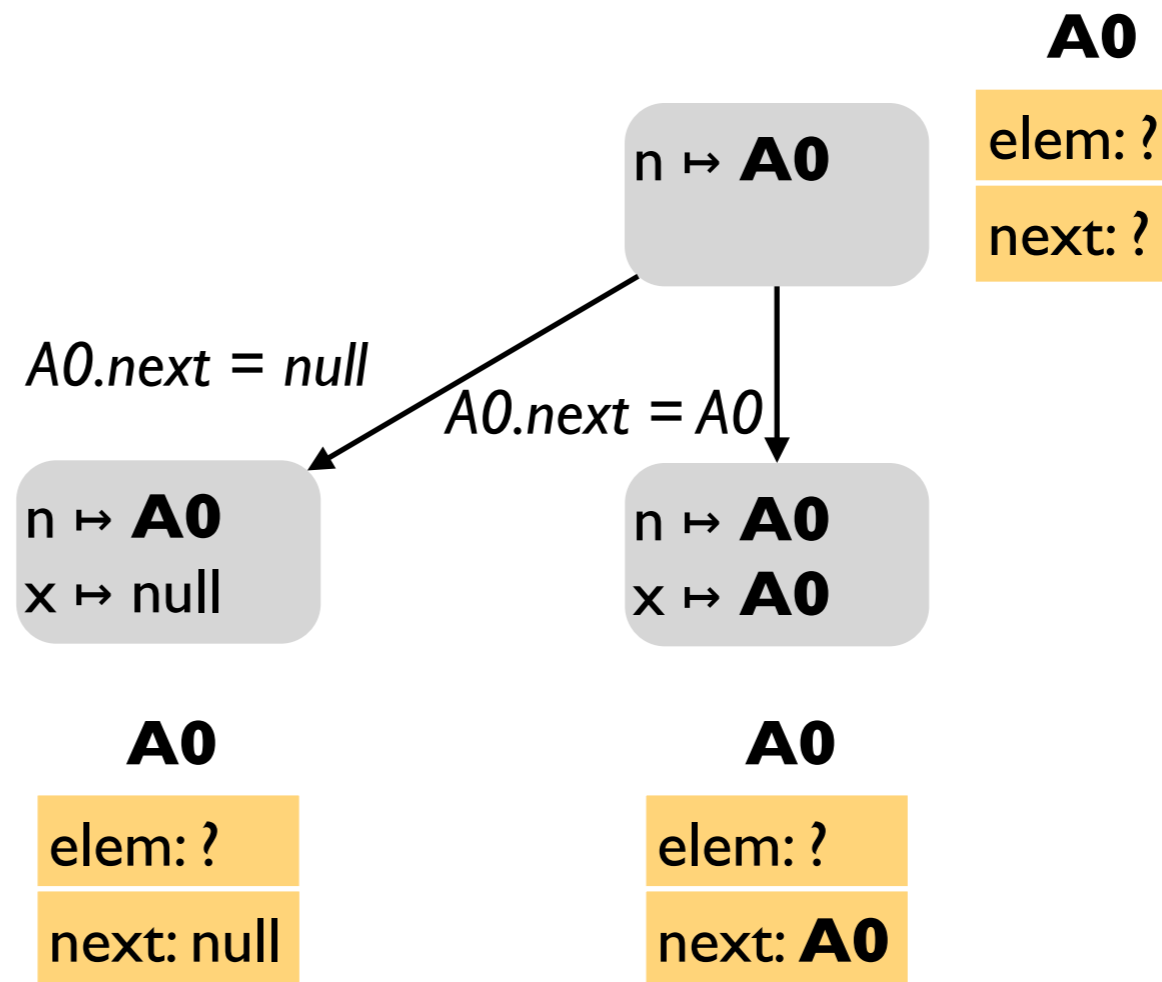 A0
n ↦ A0
elem: ?
next: ?
A0.next = null
A0.next = A0
n ↦ A0
x ↦ null
n ↦ A0
x ↦ A0
A0
elem: ?
next: null
A0
elem: ?
next: A0